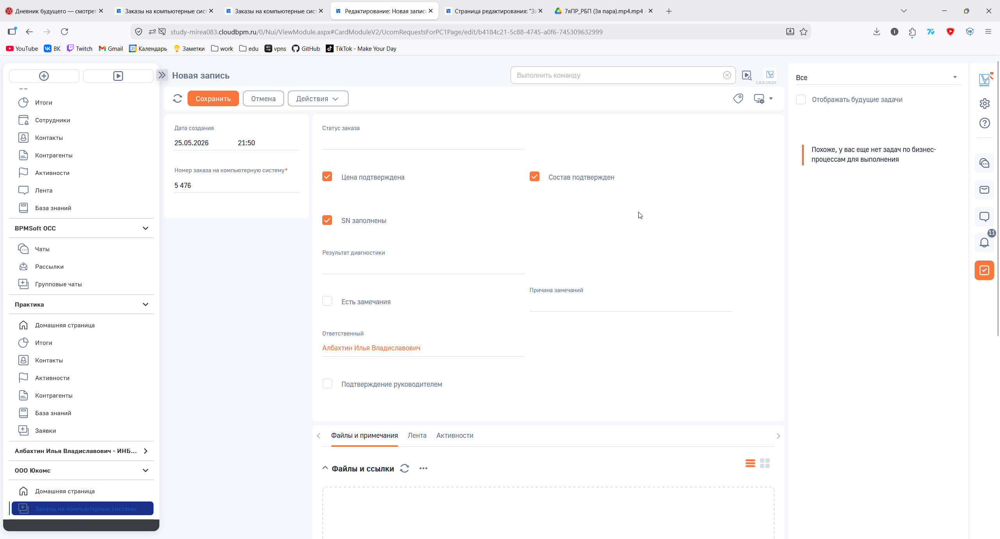 Дневник будущего — смотрет
Заказы на компьютерные сист
Заказы на компьютерные сист
Редактирование: Новая запись
Страница редактирования: "За
7яПР_РБП (3я пара).mp4.mp4 -
study-mirea083.cloudbpm.ru/0/Nui/ViewModule.aspx#CardModuleV2/UcomRequestsForPC1Page/edit/b4184c21-5c88-4745-a0f6-745309632999
YouTube
ВК
Twitch
Gmail
31
Календарь
Заметки
work
edu
vpns
GitHub
TikTok - Make Your Day
Итоги
Сотрудники
Контакты
Контрагенты
Активности
Лента
База знаний
BPMSoft ОСС
Чаты
Рассылки
Групповые чаты
Практика
Домашняя страница
Итоги
Контакты
Активности
Контрагенты
База знаний
Заявки
Албахтин Илья Владиславович - ИНБ...
ООО Юкомс
Домашняя страница
Заказы на компьютерные системы
Новая запись
Выполнить команду
1.8.0.14107
Сохранить
Отмена
Действия
Дата создания
25.05.2026
21:50
Номер заказа на компьютерную систему*
5 476
Статус заказа
Цена подтверждена
Состав подтвержден
SN заполнены
Результат диагностики
Есть замечания
Причина замечаний
Ответственный
Албахтин Илья Владиславович
Подтверждение руководителем
Файлы и примечания
Лента
Активности
Файлы и ссылки
Все
Отображать будущие задачи
Похоже, у вас еще нет задач по бизнес-
процессам для выполнения
ЮКОМС
11